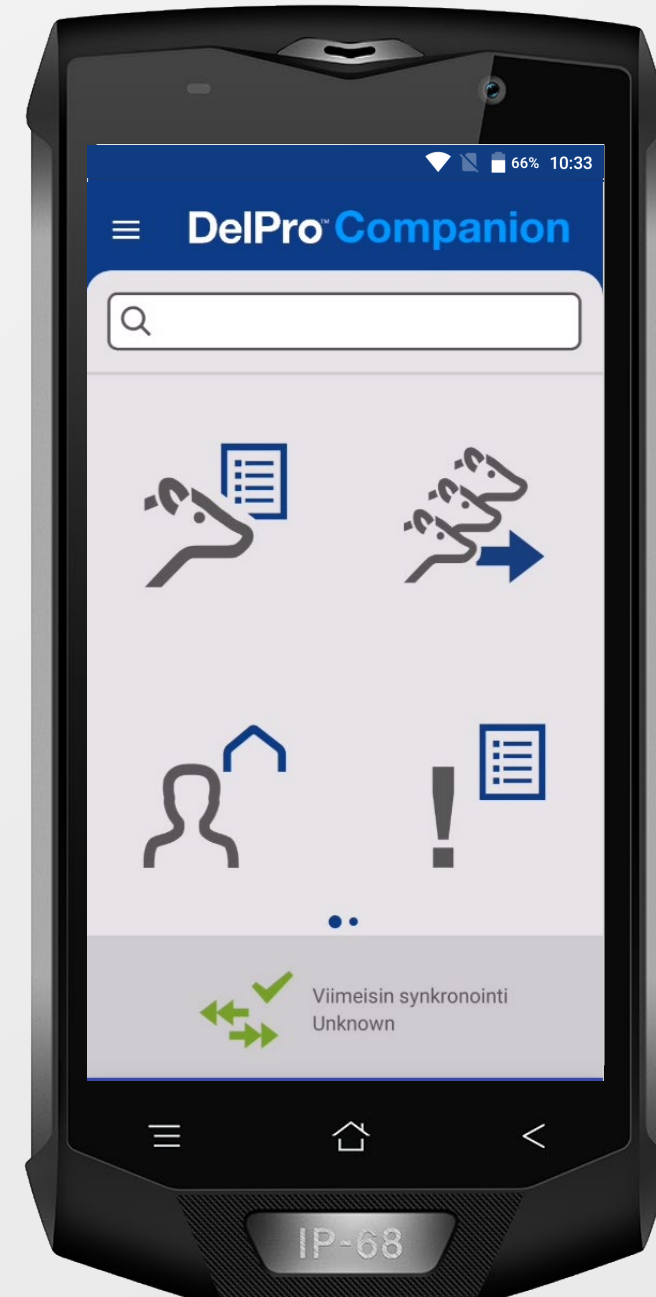 66% 10:33
DelPro™ Companion
Viimeisin synkronointi
Unknown
IP-68